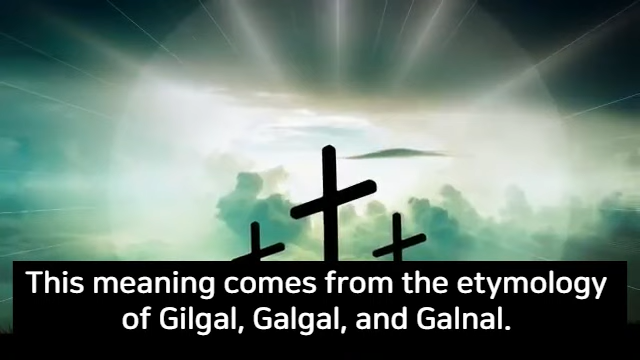 This meaning comes from the etymology
of Gilgal, Galgal, and Galnal.